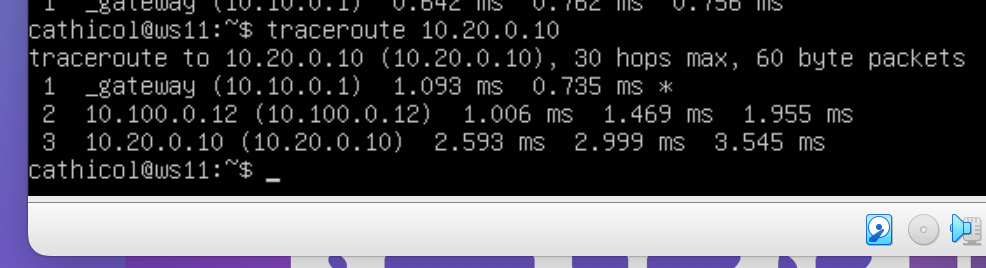 1  _gateway (10.10.0.1)  0.642 ms  0.762 ms  0.756 ms
cathicol@ws11:~$ traceroute 10.20.0.10
traceroute to 10.20.0.10 (10.20.0.10), 30 hops max, 60 byte packets
 1  _gateway (10.10.0.1)  1.093 ms  0.735 ms *
 2  10.100.0.12 (10.100.0.12)  1.006 ms  1.469 ms  1.955 ms
 3  10.20.0.10 (10.20.0.10)  2.593 ms  2.999 ms  3.545 ms
cathicol@ws11:~$ _